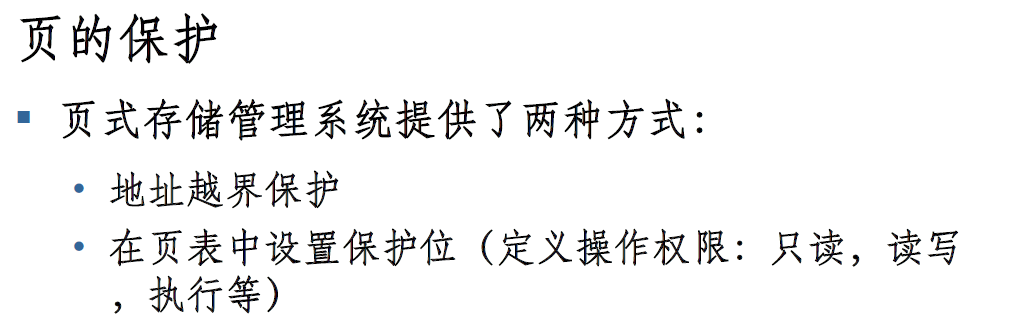 页的保护
页式存储管理系统提供了两种方式：
地址越界保护
在页表中设置保护位（定义操作权限：只读，读写
，执行等）